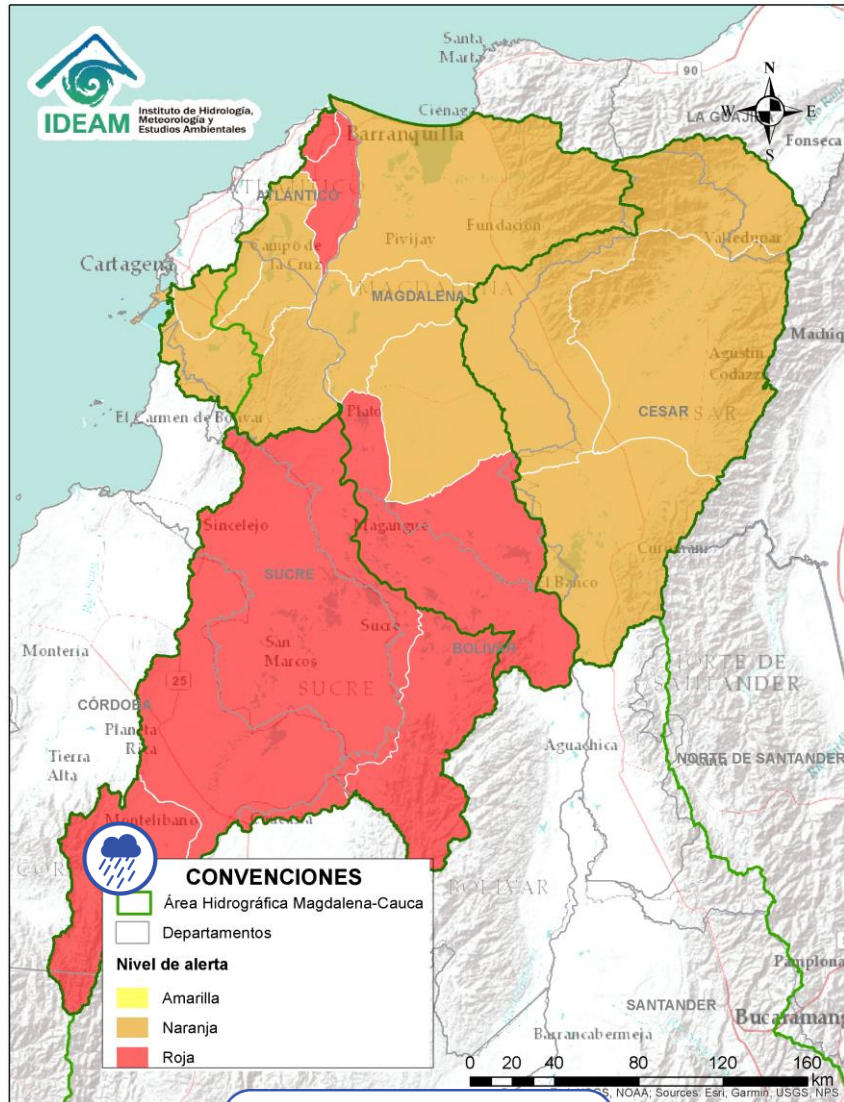 Santa
Marta
90
N
W E
S
IDEAM
Instituto de Hidrología,
Meteorología y
Estudios Ambientales
Ciénaga
LA GUAJIRA
Barranquilla
Fonseca
ATLÁNTICO
Fundación
Pivijay
Valledupar
Campo de
la Cruz
Cartagena
MAGDALENA
MAGDALENA
Agustín
Codazzi
El Carmen de Bolívar
Plato
CESAR
Sincelejo
Magangué
SUCRE
El Banco
Montería
Sucre
San
Marcos
BOLÍVAR
NORTE DE
SANTANDER
25
SUCRE
CÓRDOBA
Planeta
Rica
Aguachica
NORTE DE SANTANDER
Tierra
Alta
Montelíbano
CONVENCIONES
Área Hidrográfica Magdalena-Cauca
Departamentos
Nivel de alerta
Amarilla
Naranja
Roja
BOLÍVAR
Pamplona
SANTANDER
Barrancabermeja
0 20 40 80 120 160
km
NOAA; Sources: Esri, Garmin, USGS, NPS